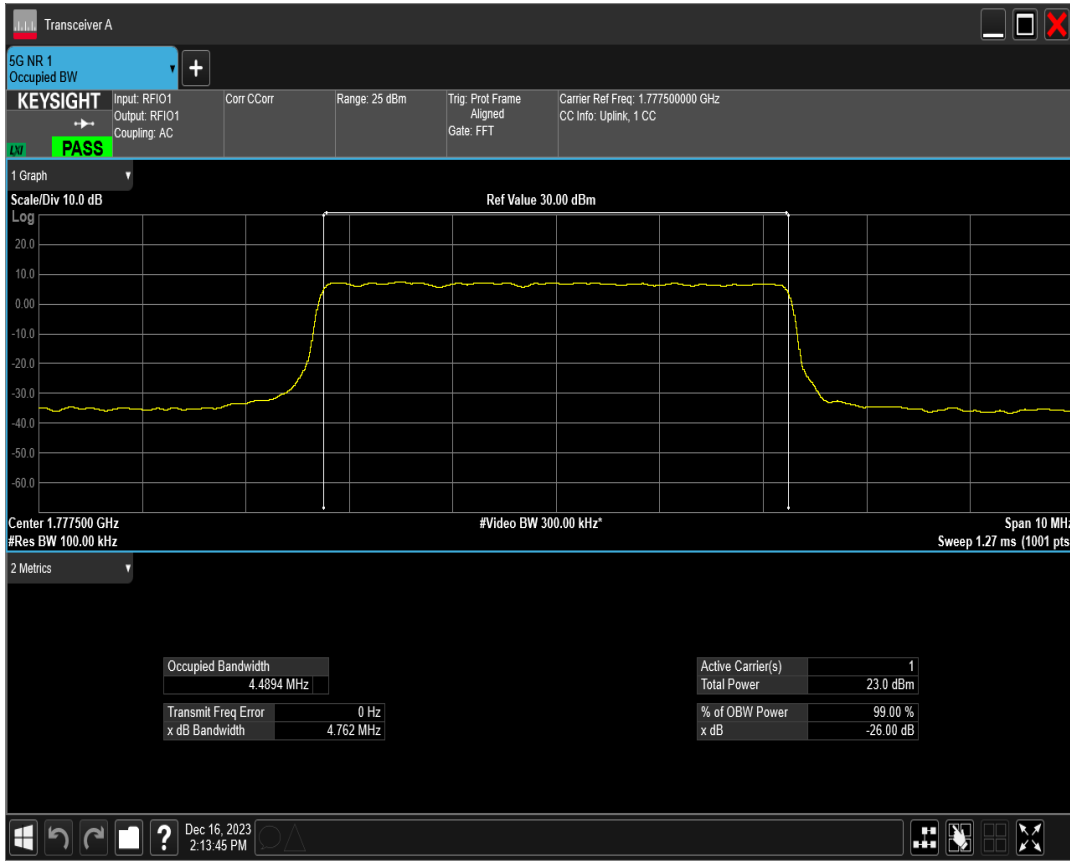 Transceiver A
5G NR 1
Occupied BW
+
KEYSIGHT
LXI
PASS
Input: RFIO1
Output: RFIO1
Coupling: AC
Corr CCorr
Range: 25 dBm
Trig: Prot Frame
Aligned
Gate: FFT
Carrier Ref Freq: 1.777500000 GHz
CC Info: Uplink, 1 CC
1 Graph
Scale/Div 10.0 dB
Ref Value 30.00 dBm
Log
20.0
10.0
0.00
-10.0
-20.0
-30.0
-40.0
-50.0
-60.0
Center 1.777500 GHz
#Video BW 300.00 kHz*
Span 10 MHz
#Res BW 100.00 kHz
Sweep 1.27 ms (1001 pts
2 Metrics
Occupied Bandwidth
4.4894 MHz
Transmit Freq Error 0 Hz
x dB Bandwidth 4.762 MHz
Active Carrier(s) 1
Total Power 23.0 dBm
% of OBW Power 99.00 %
x dB -26.00 dB
?
Dec 16, 2023
2:13:45 PM